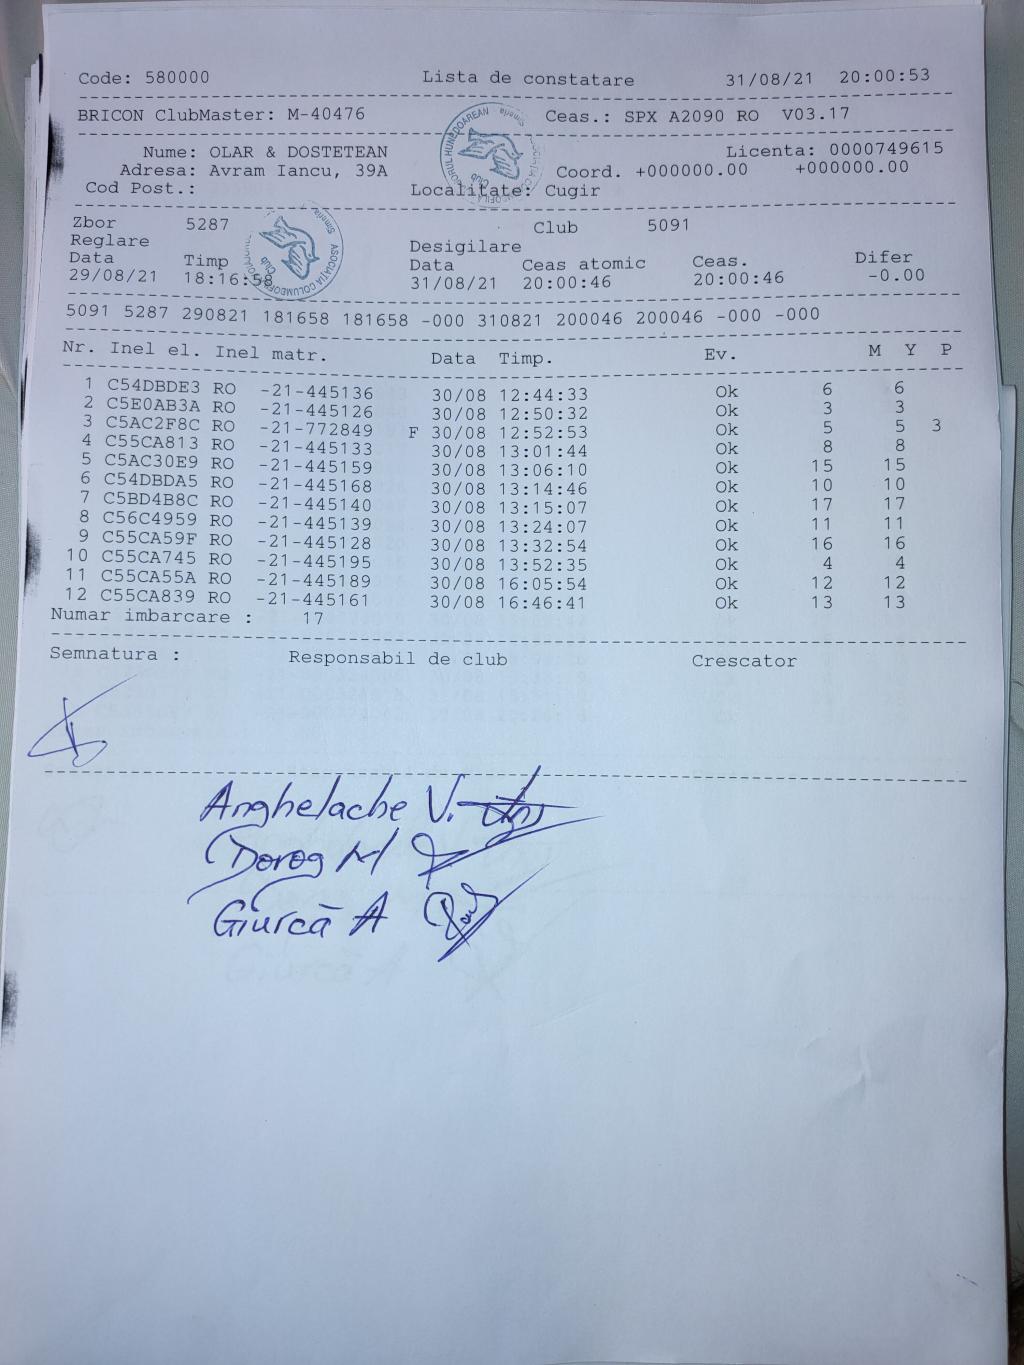 Code: 580000 Lista de constatare 31/08/21 20:00:53
BRICON ClubMaster: M-40476 Ceas.: SPX A2090 RO V03.17
Nume: OLAR & DOSTETEAN Licenta: 0000749615
Adresa: Avram Iancu, 39A Coord. +000000.00 +000000.00
Cod Post.: Localitate: Cugir
Zbor 5287 Club 5091
Reglare Desigilare
Data Timp Data Ceas atomic Ceas. Difer
29/08/21 18:16:58 31/08/21 20:00:46 20:00:46 -0.00
5091 5287 290821 181658 181658 -000 310821 200046 200046 -000 -000
Nr. Inel el. Inel matr. Data Timp. Ev. M Y P
1 C54DBDE3 RO -21-445136 30/08 12:44:33 Ok 6 6
2 C5E0AB3A RO -21-445126 30/08 12:50:32 Ok 3 3
3 C5AC2F8C RO -21-772849 F 30/08 12:52:53 Ok 5 5 3
4 C55CA813 RO -21-445133 30/08 13:01:44 Ok 8 8
5 C5AC30E9 RO -21-445159 30/08 13:06:10 Ok 15 15
6 C54DBDA5 RO -21-445168 30/08 13:14:46 Ok 10 10
7 C5BD4B8C RO -21-445140 30/08 13:15:07 Ok 17 17
8 C56C4959 RO -21-445139 30/08 13:24:07 Ok 11 11
9 C55CA59F RO -21-445128 30/08 13:32:54 Ok 16 16
10 C55CA745 RO -21-445195 30/08 13:52:35 Ok 4 4
11 C55CA55A RO -21-445189 30/08 16:05:54 Ok 12 12
12 C55CA839 RO -21-445161 30/08 16:46:41 Ok 13 13
Numar imbarcare : 17
Semnatura : Responsabil de club Crescator
Anghelache V.
Dorog M
Giurcă A